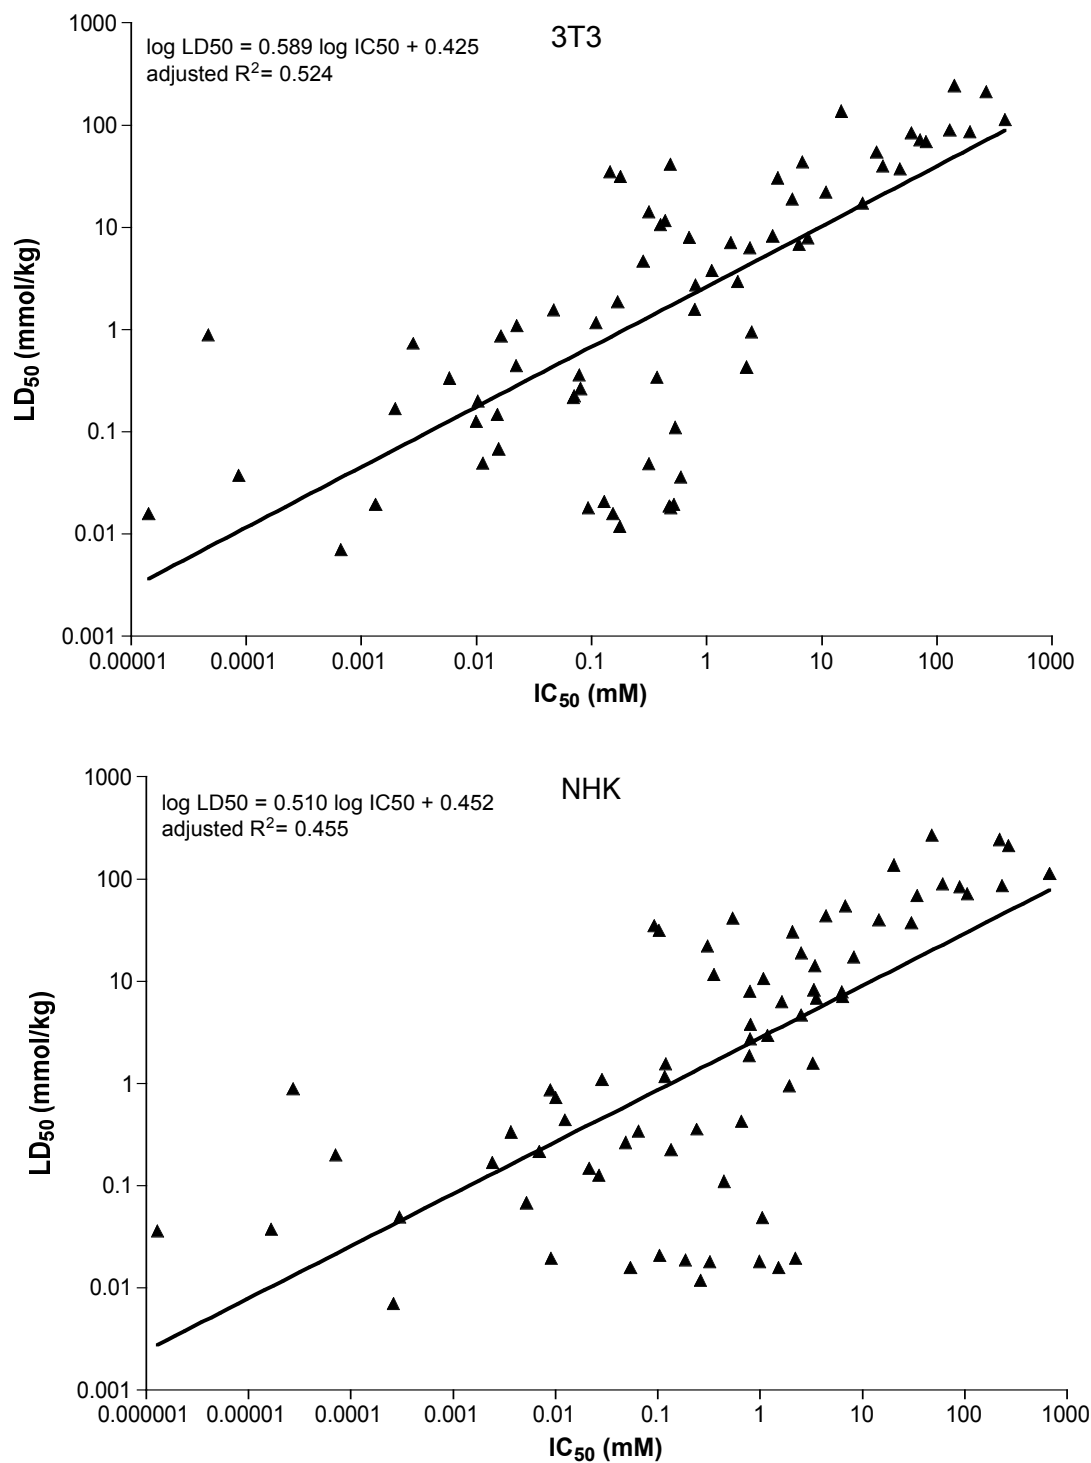 3T3
log LD50 = 0.589 log IC50 + 0.425
adjusted R2= 0.524
LD50 (mmol/kg)
1000
100
10
1
0.1
0.01
0.001
0.00001 0.0001 0.001 0.01 0.1 1 10 100 1000
IC50 (mM)
NHK
log LD50 = 0.510 log IC50 + 0.452
adjusted R2= 0.455
LD50 (mmol/kg)
1000
100
10
1
0.1
0.01
0.001
0.000001 0.00001 0.0001 0.001 0.01 0.1 1 10 100 1000
IC50 (mM)